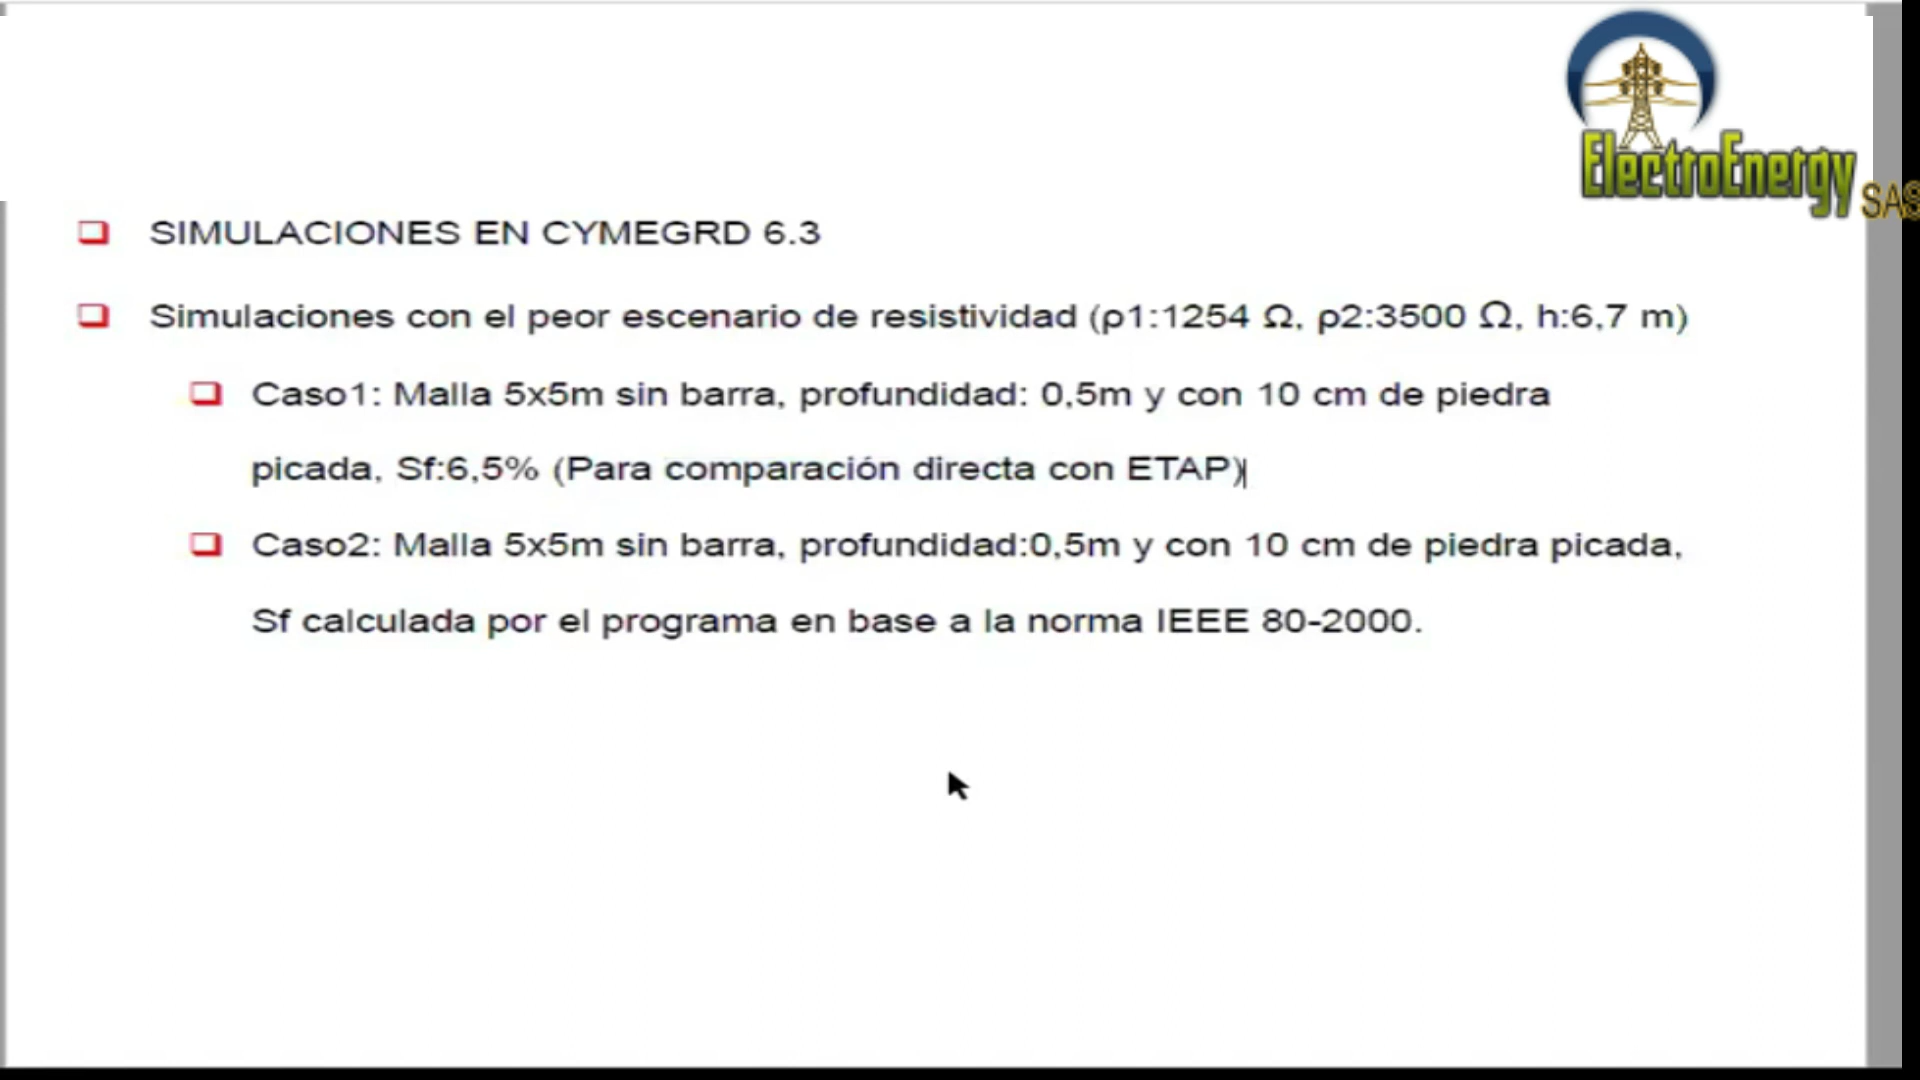 ElectroEnergy
SAS
SIMULACIONES EN CYMEGRD 6.3
Simulaciones con el peor escenario de resistividad (ρ1:1254 Ω, ρ2:3500 Ω, h:6,7 m)
Caso1: Malla 5x5m sin barra, profundidad: 0,5m y con 10 cm de piedra
picada, Sf:6,5% (Para comparación directa con ETAP)
Caso2: Malla 5x5m sin barra, profundidad:0,5m y con 10 cm de piedra picada,
Sf calculada por el programa en base a la norma IEEE 80-2000.